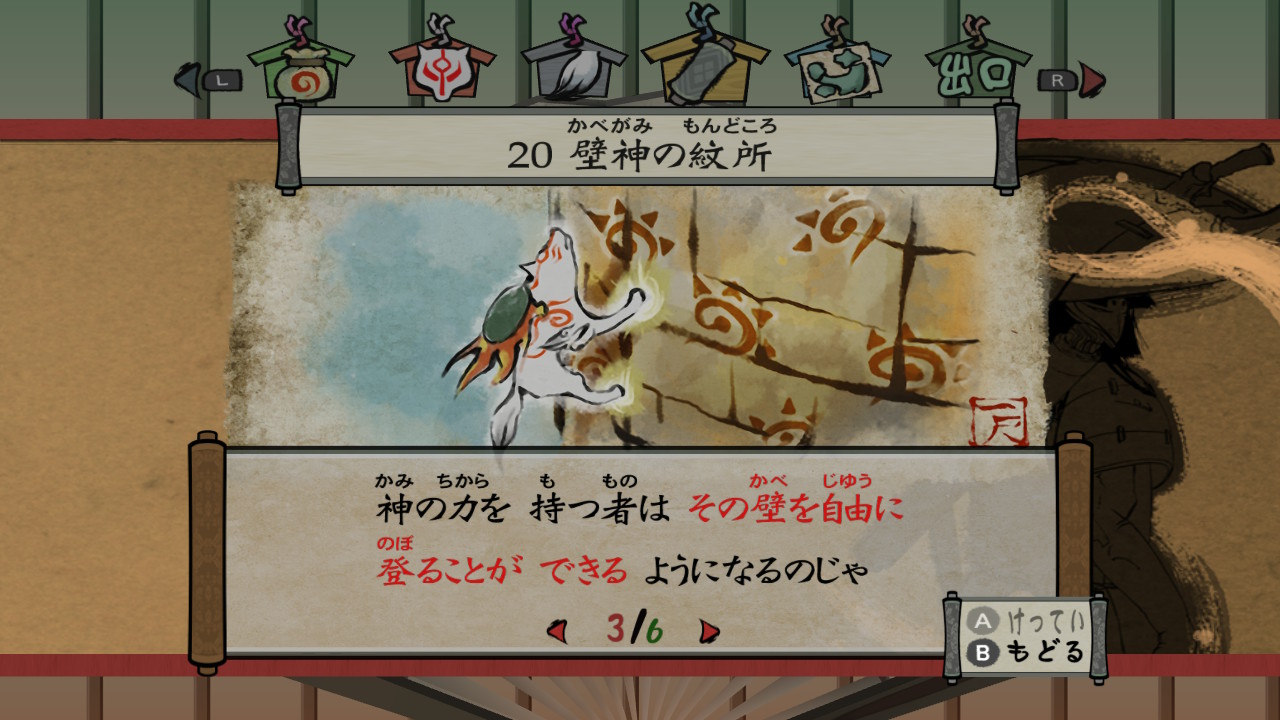 出口
L
R
かべがみ もんどころ
20 壁神の紋所
かみ ちから も もの かべ じゆう
神の力を 持つ者は その壁を自由に
のぼ
登ることが できる ようになるのじゃ
3/6
A けってい
B もどる